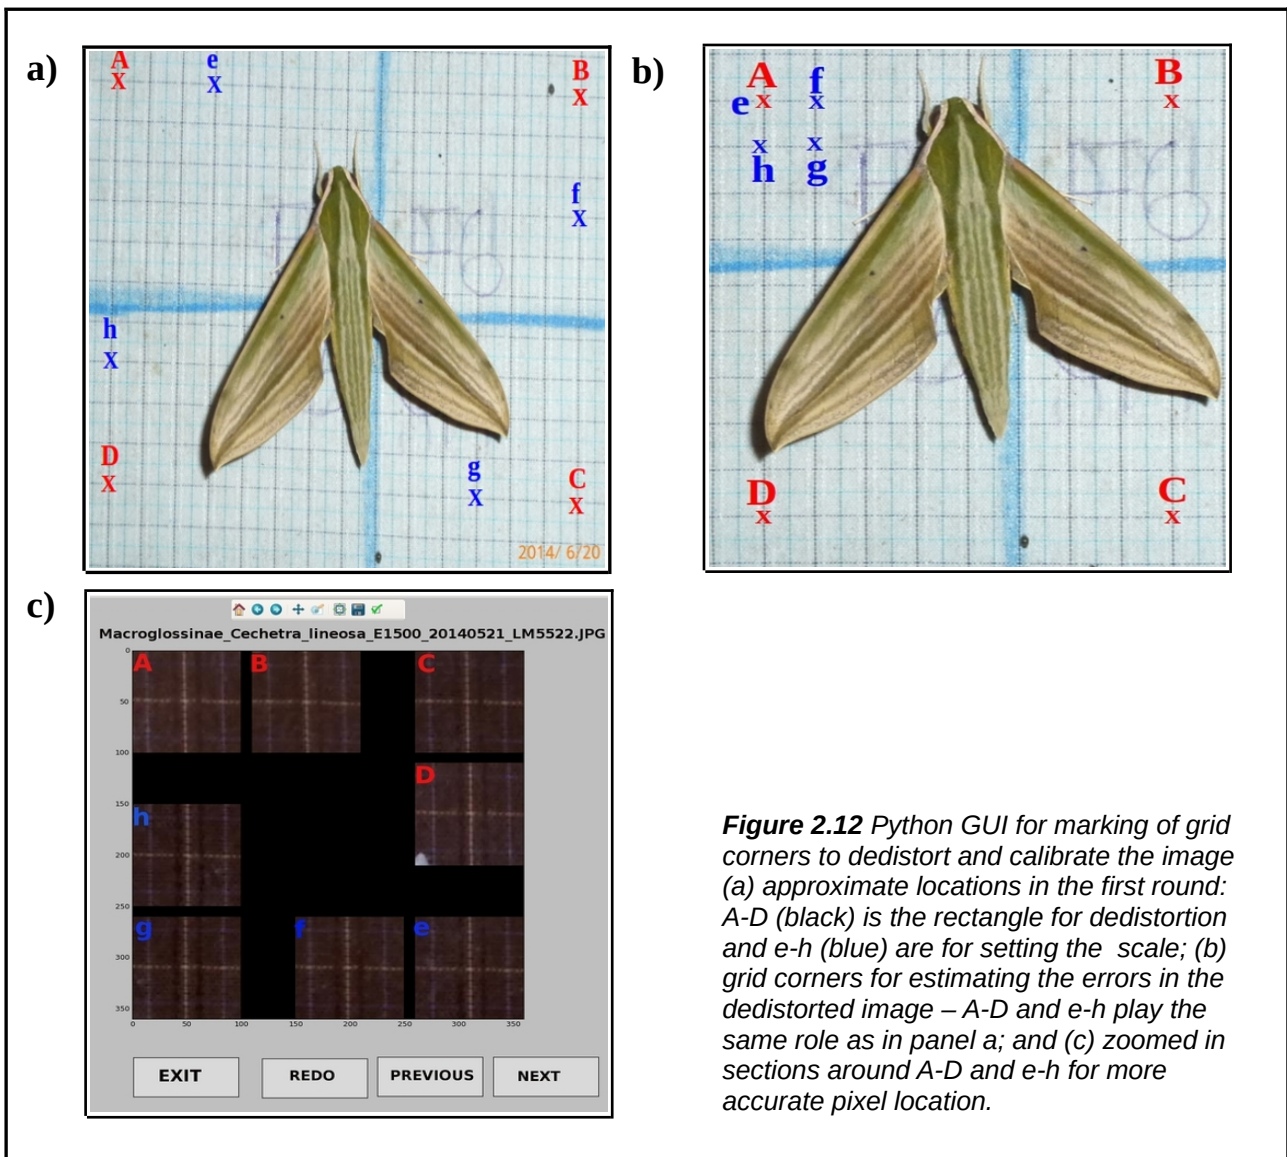 a)
A
X
e
X
B
X
f
X
h
X
D
X
g
X
C
X
2014/ 6/20
b)
A
e X
f
X
B
X
X
h
X
g
D
X
C
X
c)
Macroglossinae_Cechetra_lineosa_E1500_20140521_LM5522.JPG
0
50
100
150
200
250
300
350
A
B
C
D
h
g
f
e
0 50 100 150 200 250 300 350
EXIT REDO PREVIOUS NEXT
Figure 2.12 Python GUI for marking of grid
corners to dedistort and calibrate the image
(a) approximate locations in the first round:
A-D (black) is the rectangle for dedistortion
and e-h (blue) are for setting the scale; (b)
grid corners for estimating the errors in the
dedistorted image – A-D and e-h play the
same role as in panel a; and (c) zoomed in
sections around A-D and e-h for more
accurate pixel location.